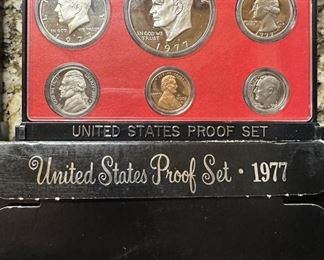 IN GOD WE
TRUST
1977
UNITED STATES PROOF SET
United States Proof Set • 1977